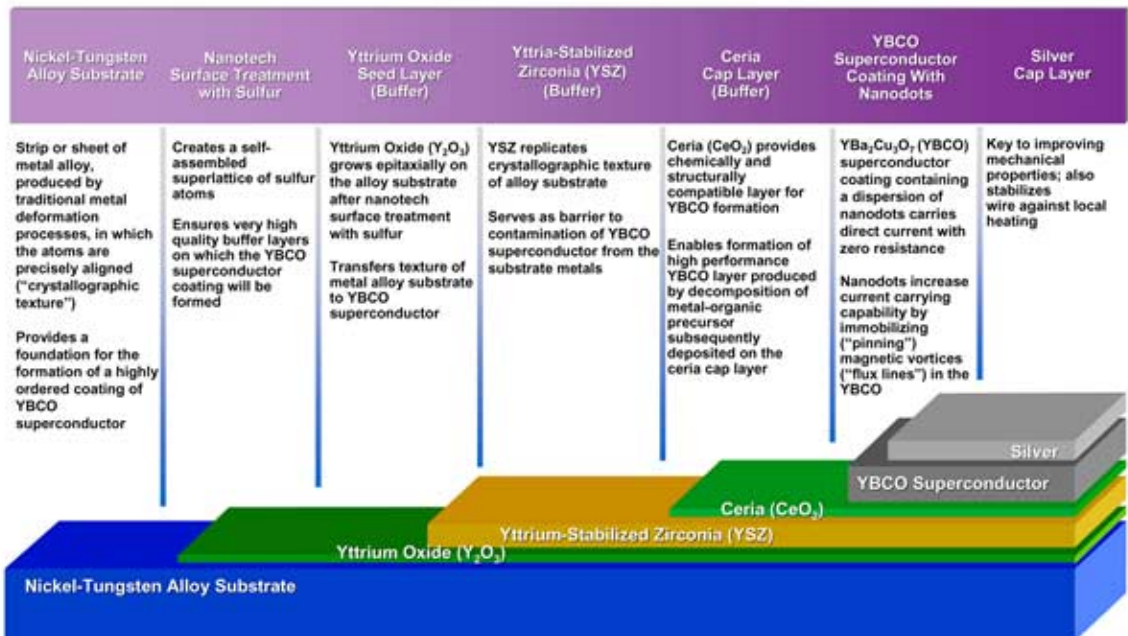 Nickel-Tungsten
Alloy Substrate
Nanotech
Surface Treatment
with Sulfur
Yttrium Oxide
Seed Layer
(Buffer)
Yttria-Stabilized
Zirconia (YSZ)
(Buffer)
Ceria
Cap Layer
(Buffer)
YBCO
Superconductor
Coating With
Nanodots
Silver
Cap Layer
Strip or sheet of
metal alloy,
produced by
traditional metal
deformation
processes, in which
the atoms are
precisely aligned
(“crystallographic
texture”)
Provides a
foundation for the
formation of a highly
ordered coating of
YBCO
superconductor
Creates a self-
assembled
superlattice of sulfur
atoms
Ensures very high
quality buffer layers
on which the YBCO
superconductor
coating will be
formed
Yttrium Oxide (Y₂O₃)
grows epitaxially on
the alloy substrate
after nanotech
surface treatment
with sulfur
Transfers texture of
metal alloy substrate
to YBCO
superconductor
YSZ replicates
crystallographic texture
of alloy substrate
Serves as barrier to
contamination of YBCO
superconductor from the
substrate metals
Ceria (CeO₂) provides
chemically and
structurally
compatible layer for
YBCO formation
Enables formation of
high performance
YBCO layer produced
by decomposition of
metal-organic
precursor
subsequently
deposited on the
ceria cap layer
YBa₂Cu₃O₇ (YBCO)
superconductor
coating containing
a dispersion of
nanodots carries
direct current with
zero resistance
Nanodots increase
current carrying
capability by
immobilizing
(“pinning”)
magnetic vortices
(“flux lines”) in the
YBCO
Key to improving
mechanical
properties; also
stabilizes
wire against local
heating
Silver
YBCO Superconductor
Ceria (CeO₂)
Yttrium-Stabilized Zirconia (YSZ)
Yttrium Oxide (Y₂O₃)
Nickel-Tungsten Alloy Substrate